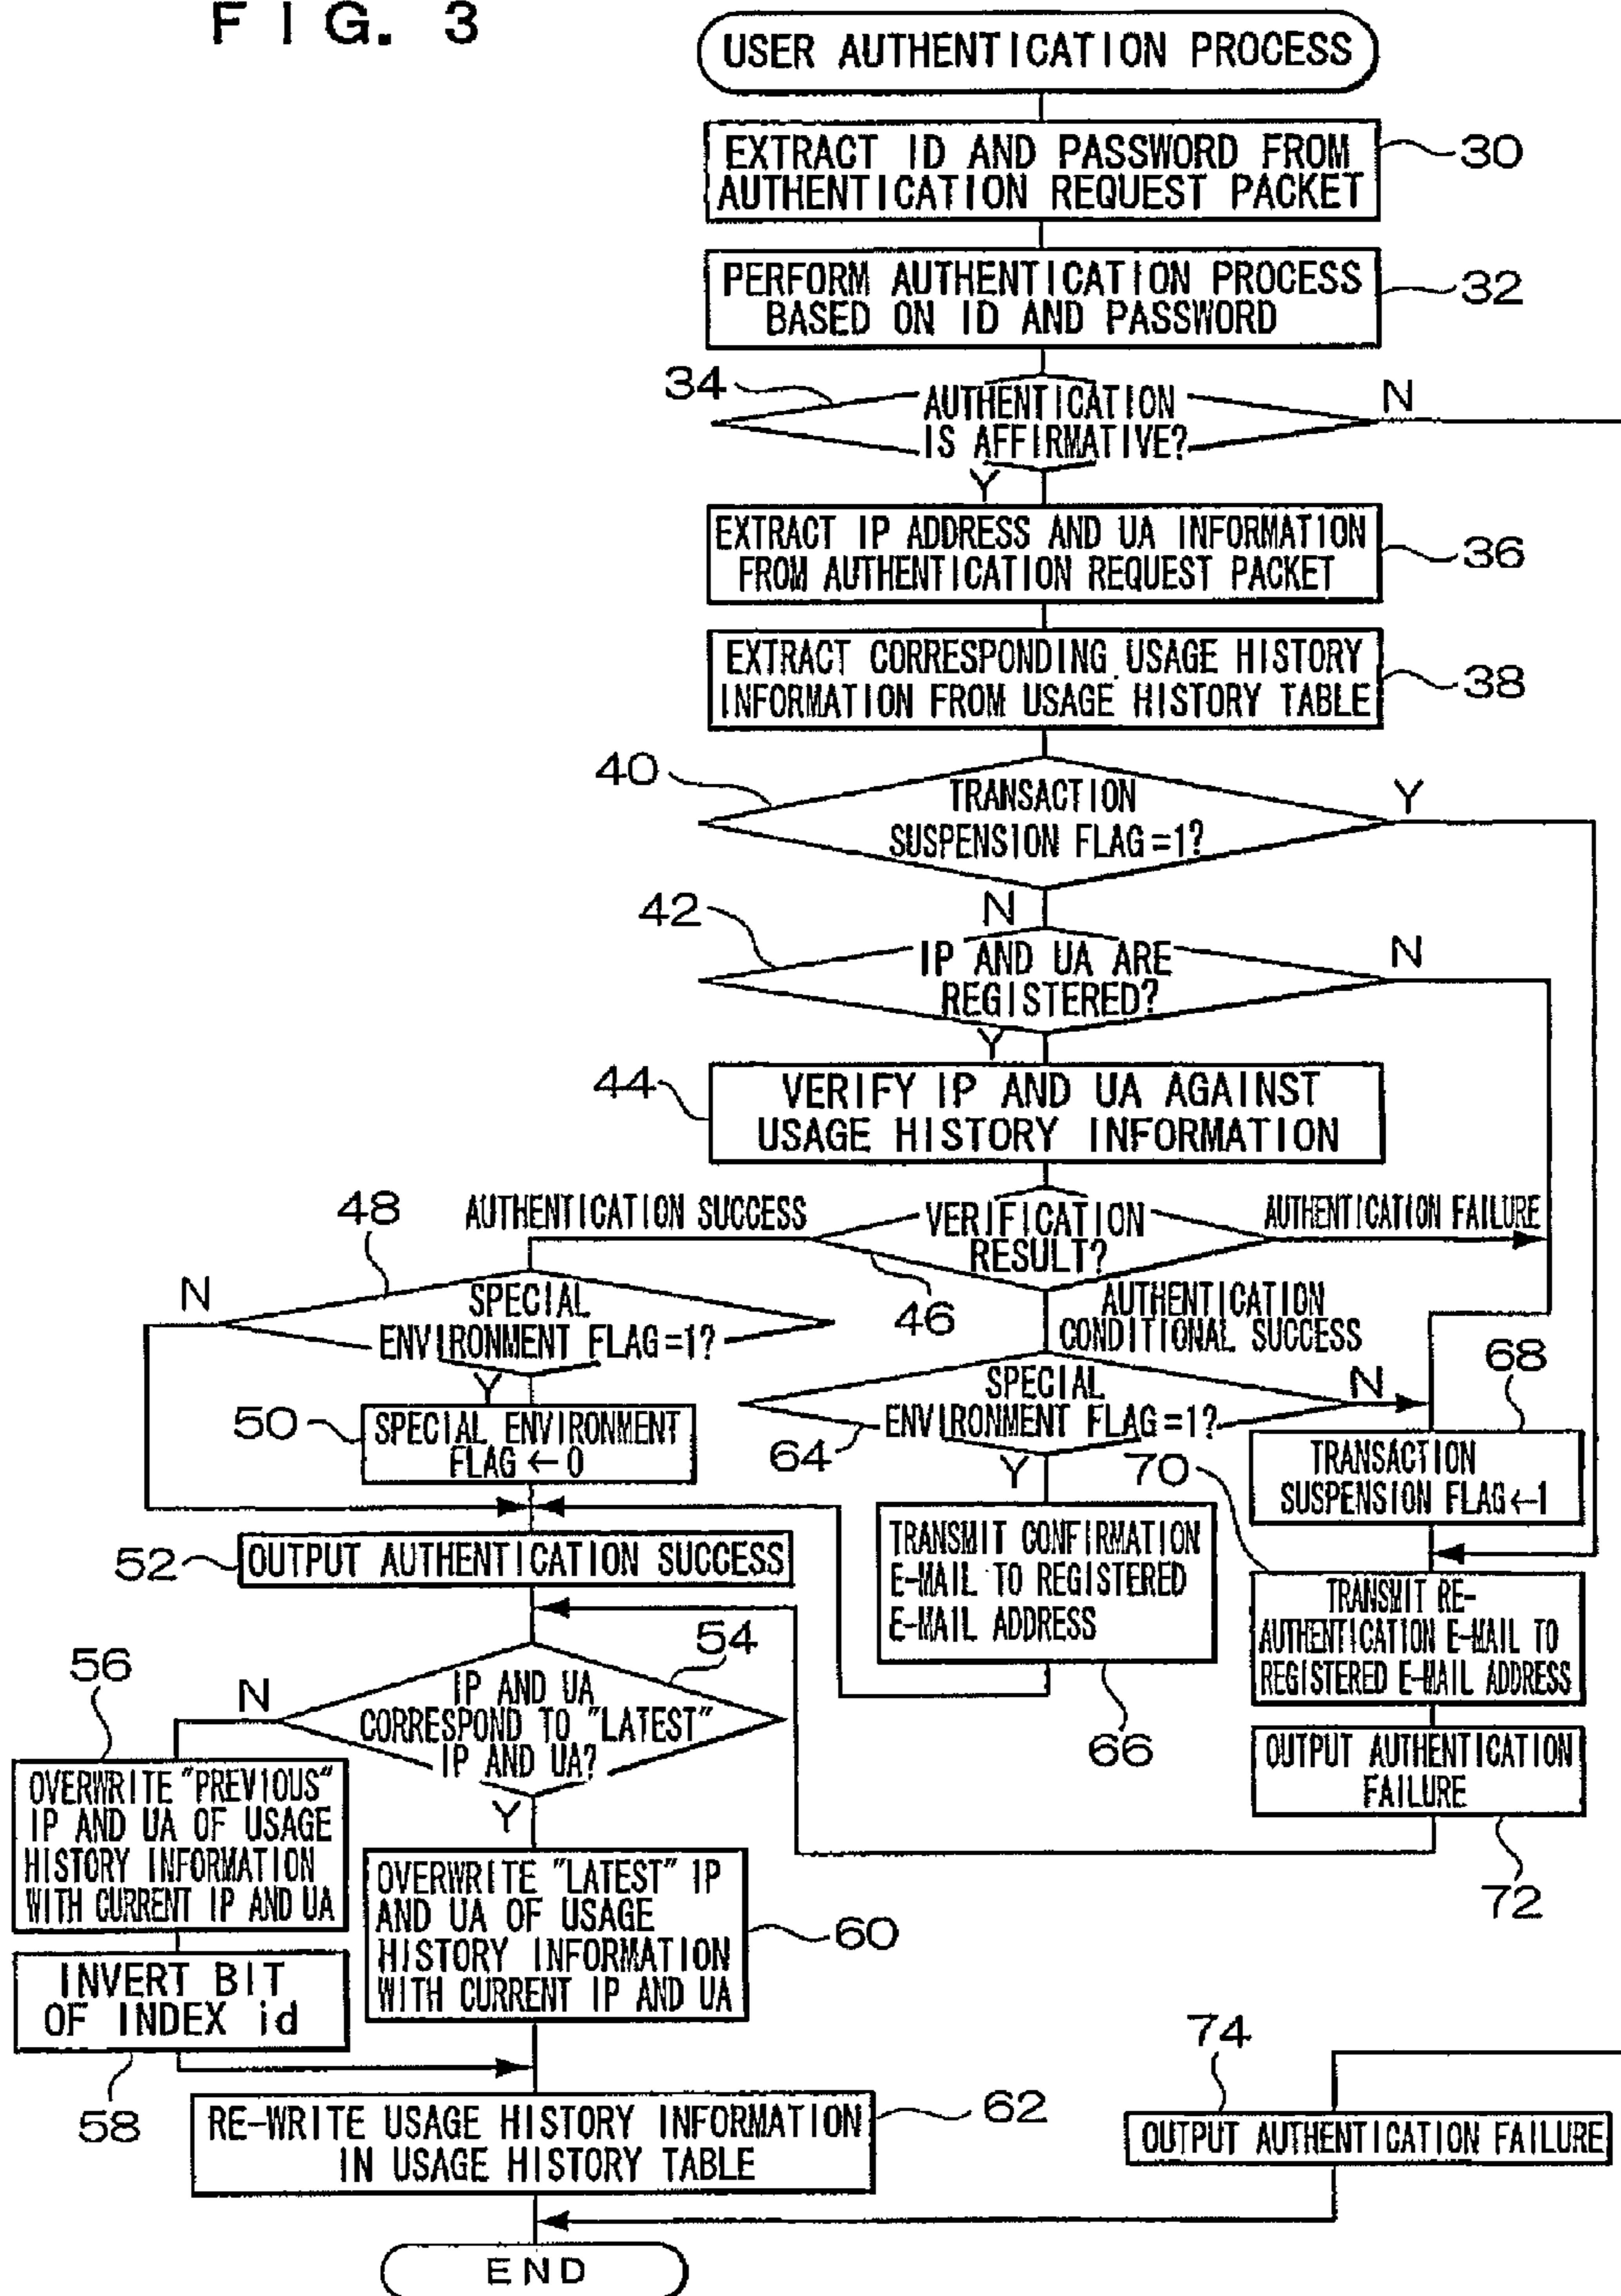 FIG. 3
USER AUTHENTICATION PROCESS
EXTRACT ID AND PASSWORD FROM
AUTHENTICATION REQUEST PACKET
30
PERFORM AUTHENTICATION PROCESS
BASED ON ID AND PASSWORD
32
34
AUTHENTICATION
IS AFFIRMATIVE?
N
Y
EXTRACT IP ADDRESS AND UA INFORMATION
FROM AUTHENTICATION REQUEST PACKET
36
EXTRACT CORRESPONDING USAGE HISTORY
INFORMATION FROM USAGE HISTORY TABLE
38
40
TRANSACTION
SUSPENSION FLAG=1?
Y
N
42
IP AND UA ARE
REGISTERED?
N
Y
44
VERIFY IP AND UA AGAINST
USAGE HISTORY INFORMATION
AUTHENTICATION SUCCESS
VERIFICATION
RESULT?
AUTHENTICATION FAILURE
46
AUTHENTICATION
CONDITIONAL SUCCESS
48
N
SPECIAL
ENVIRONMENT FLAG=1?
Y
50
SPECIAL ENVIRONMENT
FLAG←0
SPECIAL
ENVIRONMENT FLAG=1?
64
N
Y
68
TRANSACTION
SUSPENSION FLAG←1
52
OUTPUT AUTHENTICATION SUCCESS
TRANSMIT CONFIRMATION
E-MAIL TO REGISTERED
E-MAIL ADDRESS
66
70
TRANSMIT RE-
AUTHENTICATION E-MAIL TO
REGISTERED E-MAIL ADDRESS
54
IP AND UA
CORRESPOND TO "LATEST"
IP AND UA?
N
Y
OUTPUT AUTHENTICATION
FAILURE
72
56
OVERWRITE "PREVIOUS"
IP AND UA OF USAGE
HISTORY INFORMATION
WITH CURRENT IP AND UA
OVERWRITE "LATEST" IP
AND UA OF USAGE
HISTORY INFORMATION
WITH CURRENT IP AND UA
60
INVERT BIT
OF INDEX id
58
RE-WRITE USAGE HISTORY INFORMATION
IN USAGE HISTORY TABLE
62
74
OUTPUT AUTHENTICATION FAILURE
END